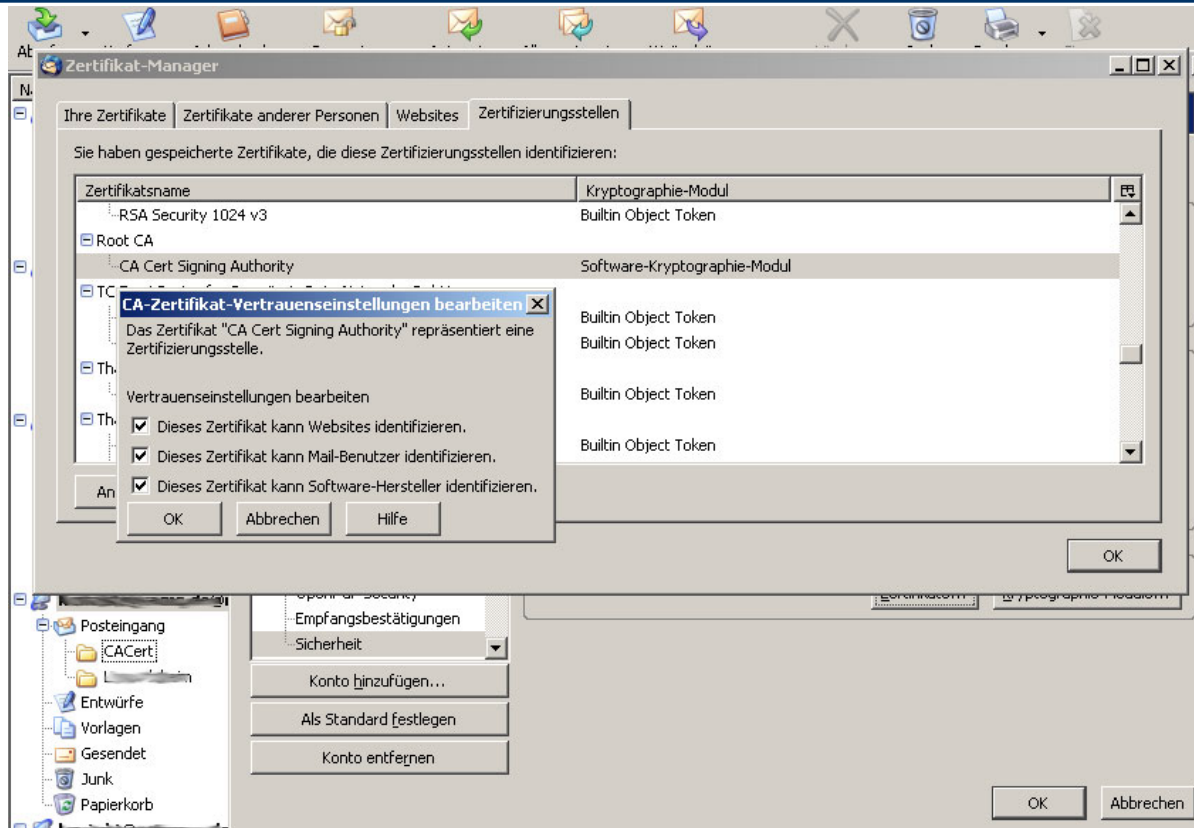 Zertifikat-Manager
Ihre Zertifikate
Zertifikate anderer Personen
Websites
Zertifizierungsstellen
Sie haben gespeicherte Zertifikate, die diese Zertifizierungsstellen identifizieren:
Zertifikatsname
Kryptographie-Modul
RSA Security 1024 v3
Builtin Object Token
Root CA
CA Cert Signing Authority
Software-Kryptographie-Modul
CA-Zertifikat-Vertrauenseinstellungen bearbeiten
Builtin Object Token
Das Zertifikat "CA Cert Signing Authority" repräsentiert eine
Zertifizierungsstelle.
Builtin Object Token
Vertrauenseinstellungen bearbeiten
Builtin Object Token
Dieses Zertifikat kann Websites identifizieren.
Builtin Object Token
Dieses Zertifikat kann Mail-Benutzer identifizieren.
Dieses Zertifikat kann Software-Hersteller identifizieren.
An
OK
Abbrechen
Hilfe
OK
Posteingang
CACert
Entwürfe
Vorlagen
Gesendet
Junk
Papierkorb
Empfangsbestätigungen
Sicherheit
Konto hinzufügen...
Als Standard festlegen
Konto entfernen
OK
Abbrechen